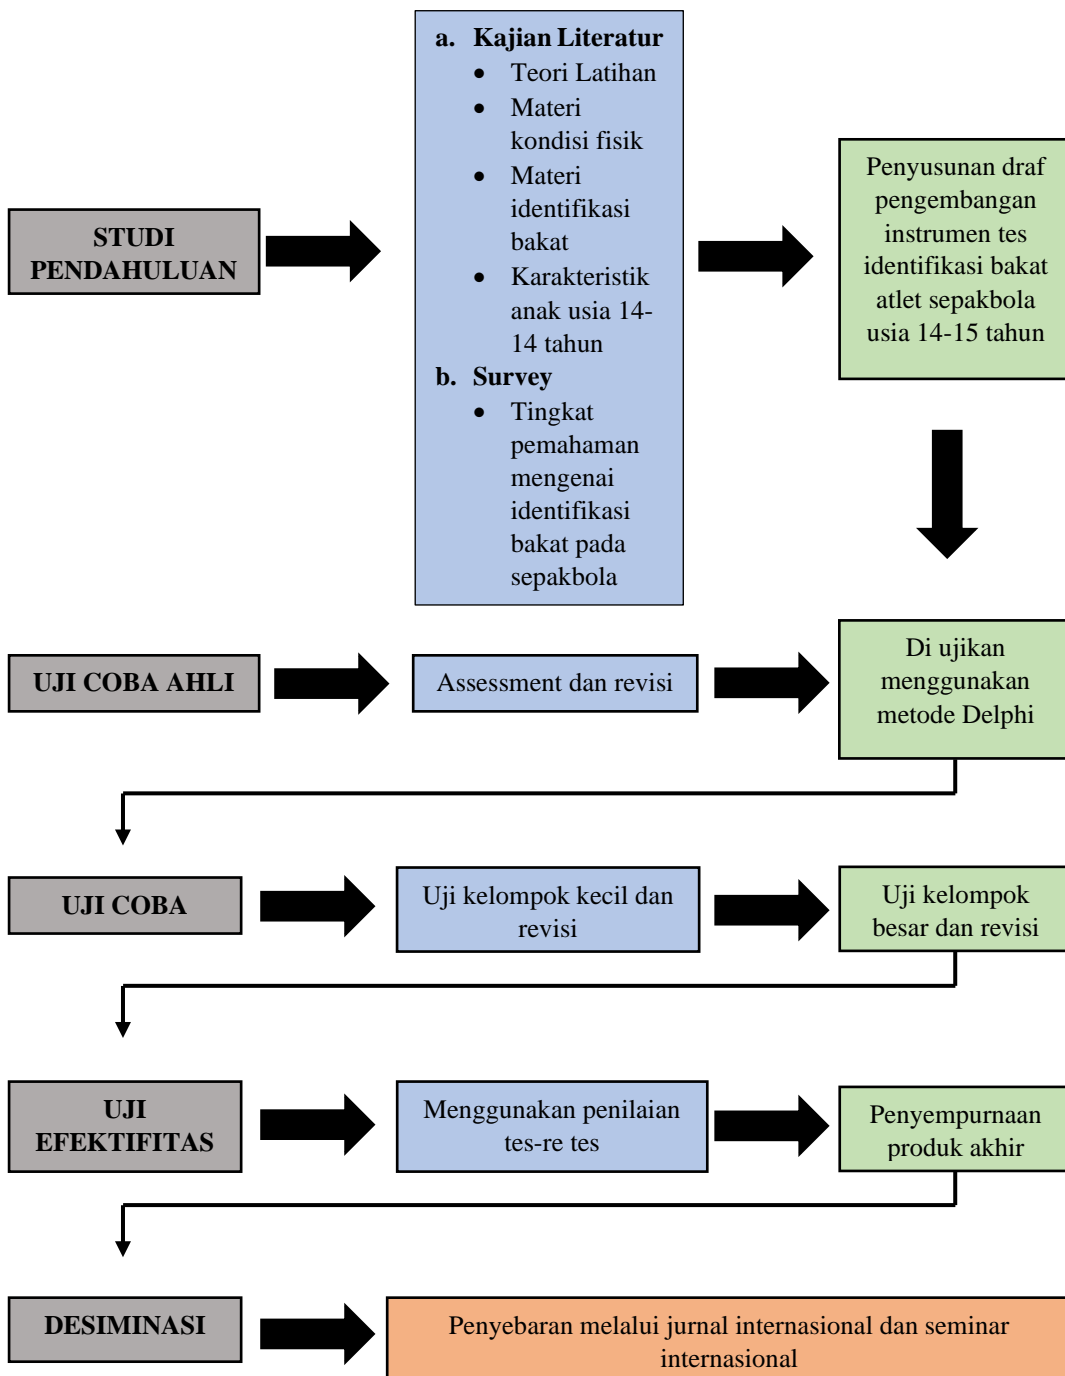 STUDI
PENDAHULUAN
a. Kajian Literatur
• Teori Latihan
• Materi
kondisi fisik
• Materi
identifikasi
bakat
• Karakteristik
anak usia 14-
14 tahun
b. Survey
• Tingkat
pemahaman
mengenai
identifikasi
bakat pada
sepakbola
Penyusunan draf
pengembangan
instrumen tes
identifikasi bakat
atlet sepakbola
usia 14-15 tahun
UJI COBA AHLI
Assessment dan revisi
Di ujikan
menggunakan
metode Delphi
UJI COBA
Uji kelompok kecil dan
revisi
Uji kelompok
besar dan revisi
UJI
EFEKTIFITAS
Menggunakan penilaian
tes-re tes
Penyempurnaan
produk akhir
DESIMINASI
Penyebaran melalui jurnal internasional dan seminar
internasional